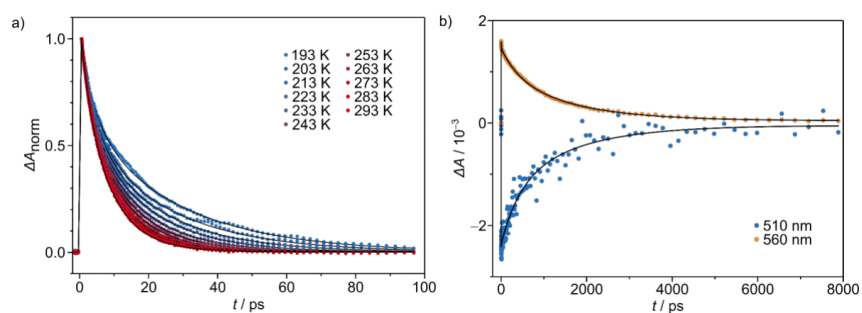 a)
ΔAnorm
1.0
0.5
0.0
193 K
203 K
213 K
223 K
233 K
243 K
253 K
263 K
273 K
283 K
293 K
0 20 40 60 80 100
t / ps
b)
ΔA / 10⁻³
2
0
−2
510 nm
560 nm
0 2000 4000 6000 8000
t / ps